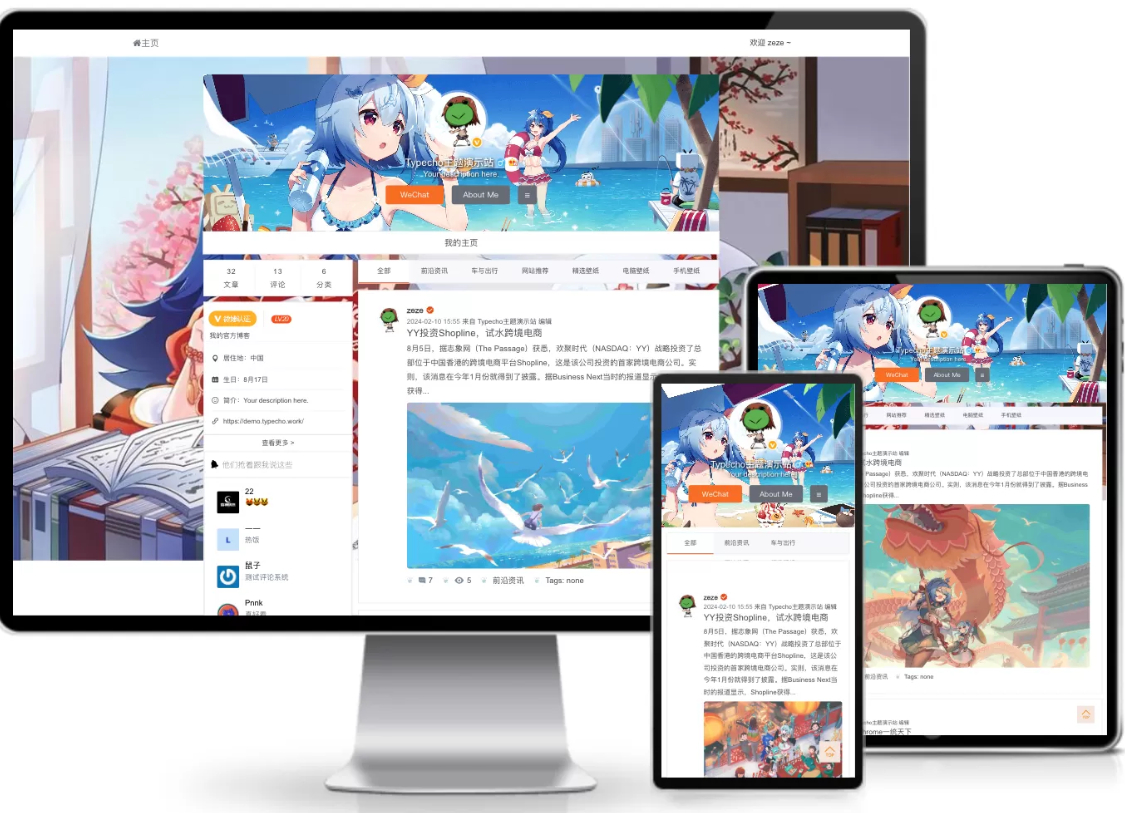 主页
欢迎 zeze
Typecho主题演示站
Your description here.
WeChat
About Me
≡
我的主页
32
文章
13
评论
6
分类
全部
前沿资讯
车与出行
网站推荐
精选壁纸
电脑壁纸
手机壁纸
微博认证
LV20
我的官方博客
居住地：中国
生日：8月17日
简介：Your description here.
https://demo.typecho.work/
查看更多 >
他们抢着跟我说这些
22
一一
L
热饭
鼠子
测试评论系统
Pnnk
zeze
2024-02-10 15:55 来自 Typecho主题演示站 编辑
YY投资Shopline，试水跨境电商
8月5日，据志象网（The Passage）获悉，欢聚时代（NASDAQ：YY）战略投资了总
部位于中国香港的跨境电商平台Shopline，这是该公司投资的首家跨境电商公司。实
则，该消息在今年1月份就得到了披露。据Business Next当时的报道显示
获得...
7
5
前沿资讯
Tags: none
Typecho主题演示站
Your description here
WeChat
About Me
≡
全部
前沿资讯
车与出行
zeze
2024-02-10 15:55 来自 Typecho主题演示站 编辑
YY投资Shopline，试水跨境电商
8月5日，据志象网（The Passage）获悉，欢
聚时代（NASDAQ：YY）战略投资了总部位于
中国香港的跨境电商平台Shopline，这是该公
司投资的首家跨境电商公司。实则，该消息在
今年1月份就得到了披露。据Business Next当
时的报道显示，Shopline获得...
Typecho主题演示站
Your description here
WeChat
About Me
≡
行
网站推荐
精选壁纸
电脑壁纸
手机壁纸
cho主题演示站 编辑
水跨境电商
Passage）获悉，欢聚时代（NASDAQ：YY）战略投资了总部位于中国香港的跨境电
公司投资的首家跨境电商公司。实则，该消息在今年1月份就得到了披露。据Business
hopline获得...
前沿资讯
Tags: none
cho主题演示站 编辑
hrome一统天下